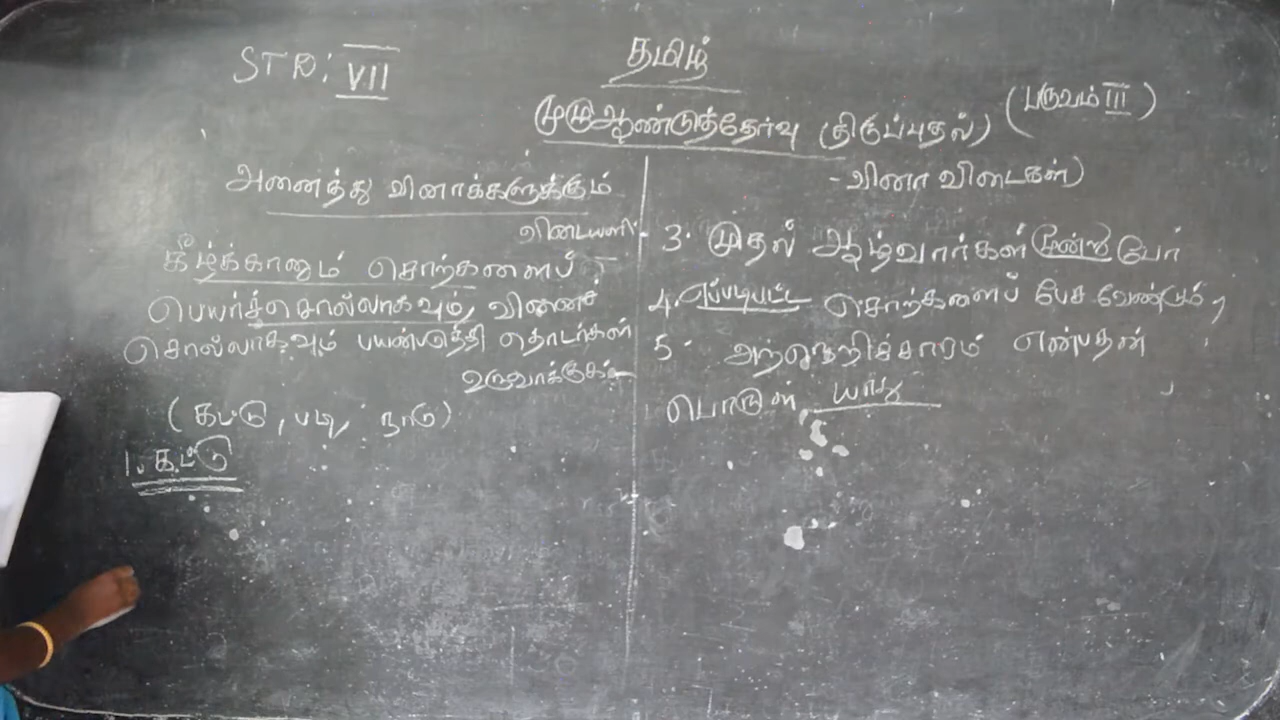 STD: VII
தமிழ்
(பருவம் III)
முழுஆண்டுத்தேர்வு (திருப்புதல்)
- வினா விடைகள்)
அனைத்து வினாக்களுக்கும்
விடையளி.
கீழ்க்காணும் சொற்களைப்
பெயர்ச்சொல்லாகவும், வினைச்
சொல்லாகவும் பயன்படுத்தி தொடர்கள்
உருவாக்குக.
(கட்டு, படி, நாடு)
1. கட்டு
3. முதல் ஆழ்வார்கள் மூன்று பேர்
4. எப்படிபட்ட சொற்களைப் பேச வேண்டும்,
5. அறநெறிச்சாரம் என்பதன்
பொருள் யாது